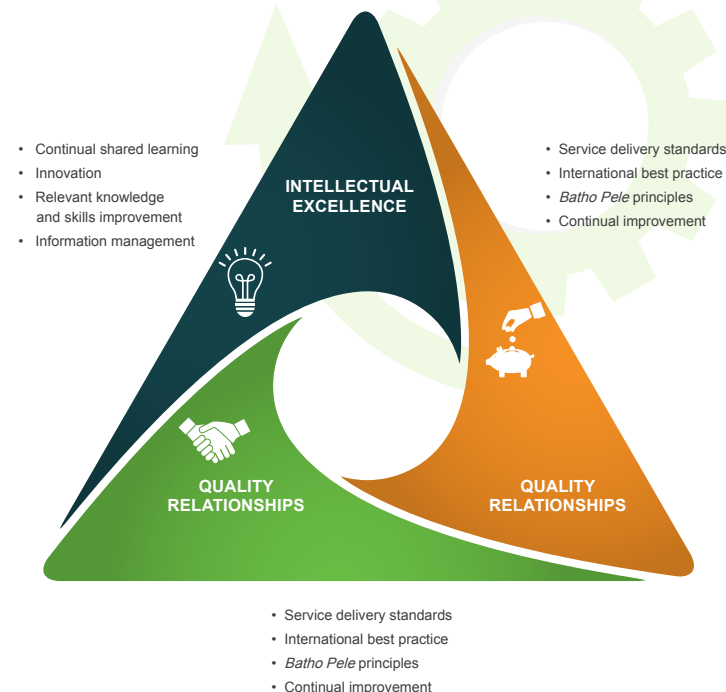 • Continual shared learning
• Innovation
• Relevant knowledge
and skills improvement
• Information management
INTELLECTUAL
EXCELLENCE
• Service delivery standards
• International best practice
• Batho Pele principles
• Continual improvement
QUALITY
RELATIONSHIPS
QUALITY
RELATIONSHIPS
• Service delivery standards
• International best practice
• Batho Pele principles
• Continual improvement